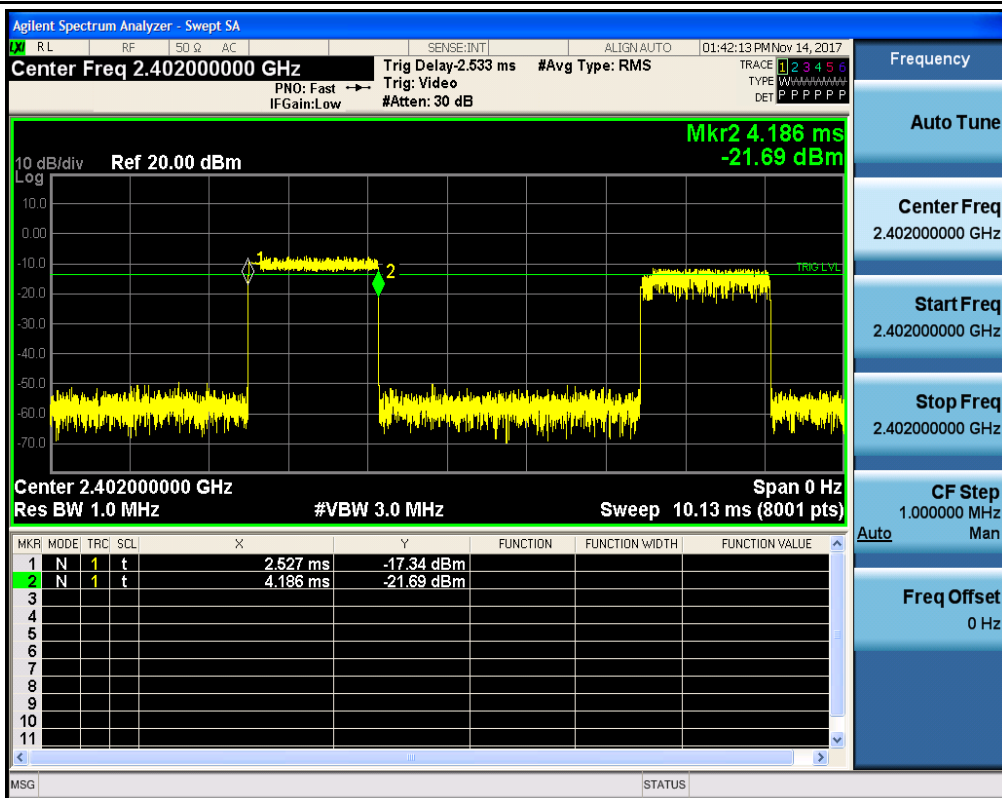 Agilent Spectrum Analyzer - Swept SA
LXI RL RF 50 Ω AC SENSE:INT ALIGN AUTO 01:42:13 PM Nov 14, 2017
Center Freq 2.402000000 GHz
PNO: Fast
IFGain:Low
Trig Delay-2.533 ms
Trig: Video
#Atten: 30 dB
#Avg Type: RMS
TRACE 1 2 3 4 5 6
TYPE WWWWWW
DET P P P P P P
Mkr2 4.186 ms
-21.69 dBm
10 dB/div Ref 20.00 dBm
Log
10.0
0.00
-10.0
-20.0
-30.0
-40.0
-50.0
-60.0
-70.0
1
2
TRIG LVL
Center 2.402000000 GHz Span 0 Hz
Res BW 1.0 MHz #VBW 3.0 MHz Sweep 10.13 ms (8001 pts)
MKR MODE TRC SCL X Y FUNCTION FUNCTION WIDTH FUNCTION VALUE
1 N 1 t 2.527 ms -17.34 dBm
2 N 1 t 4.186 ms -21.69 dBm
3
4
5
6
7
8
9
10
11
MSG STATUS
Frequency
Auto Tune
Center Freq
2.402000000 GHz
Start Freq
2.402000000 GHz
Stop Freq
2.402000000 GHz
CF Step
1.000000 MHz
Auto Man
Freq Offset
0 Hz